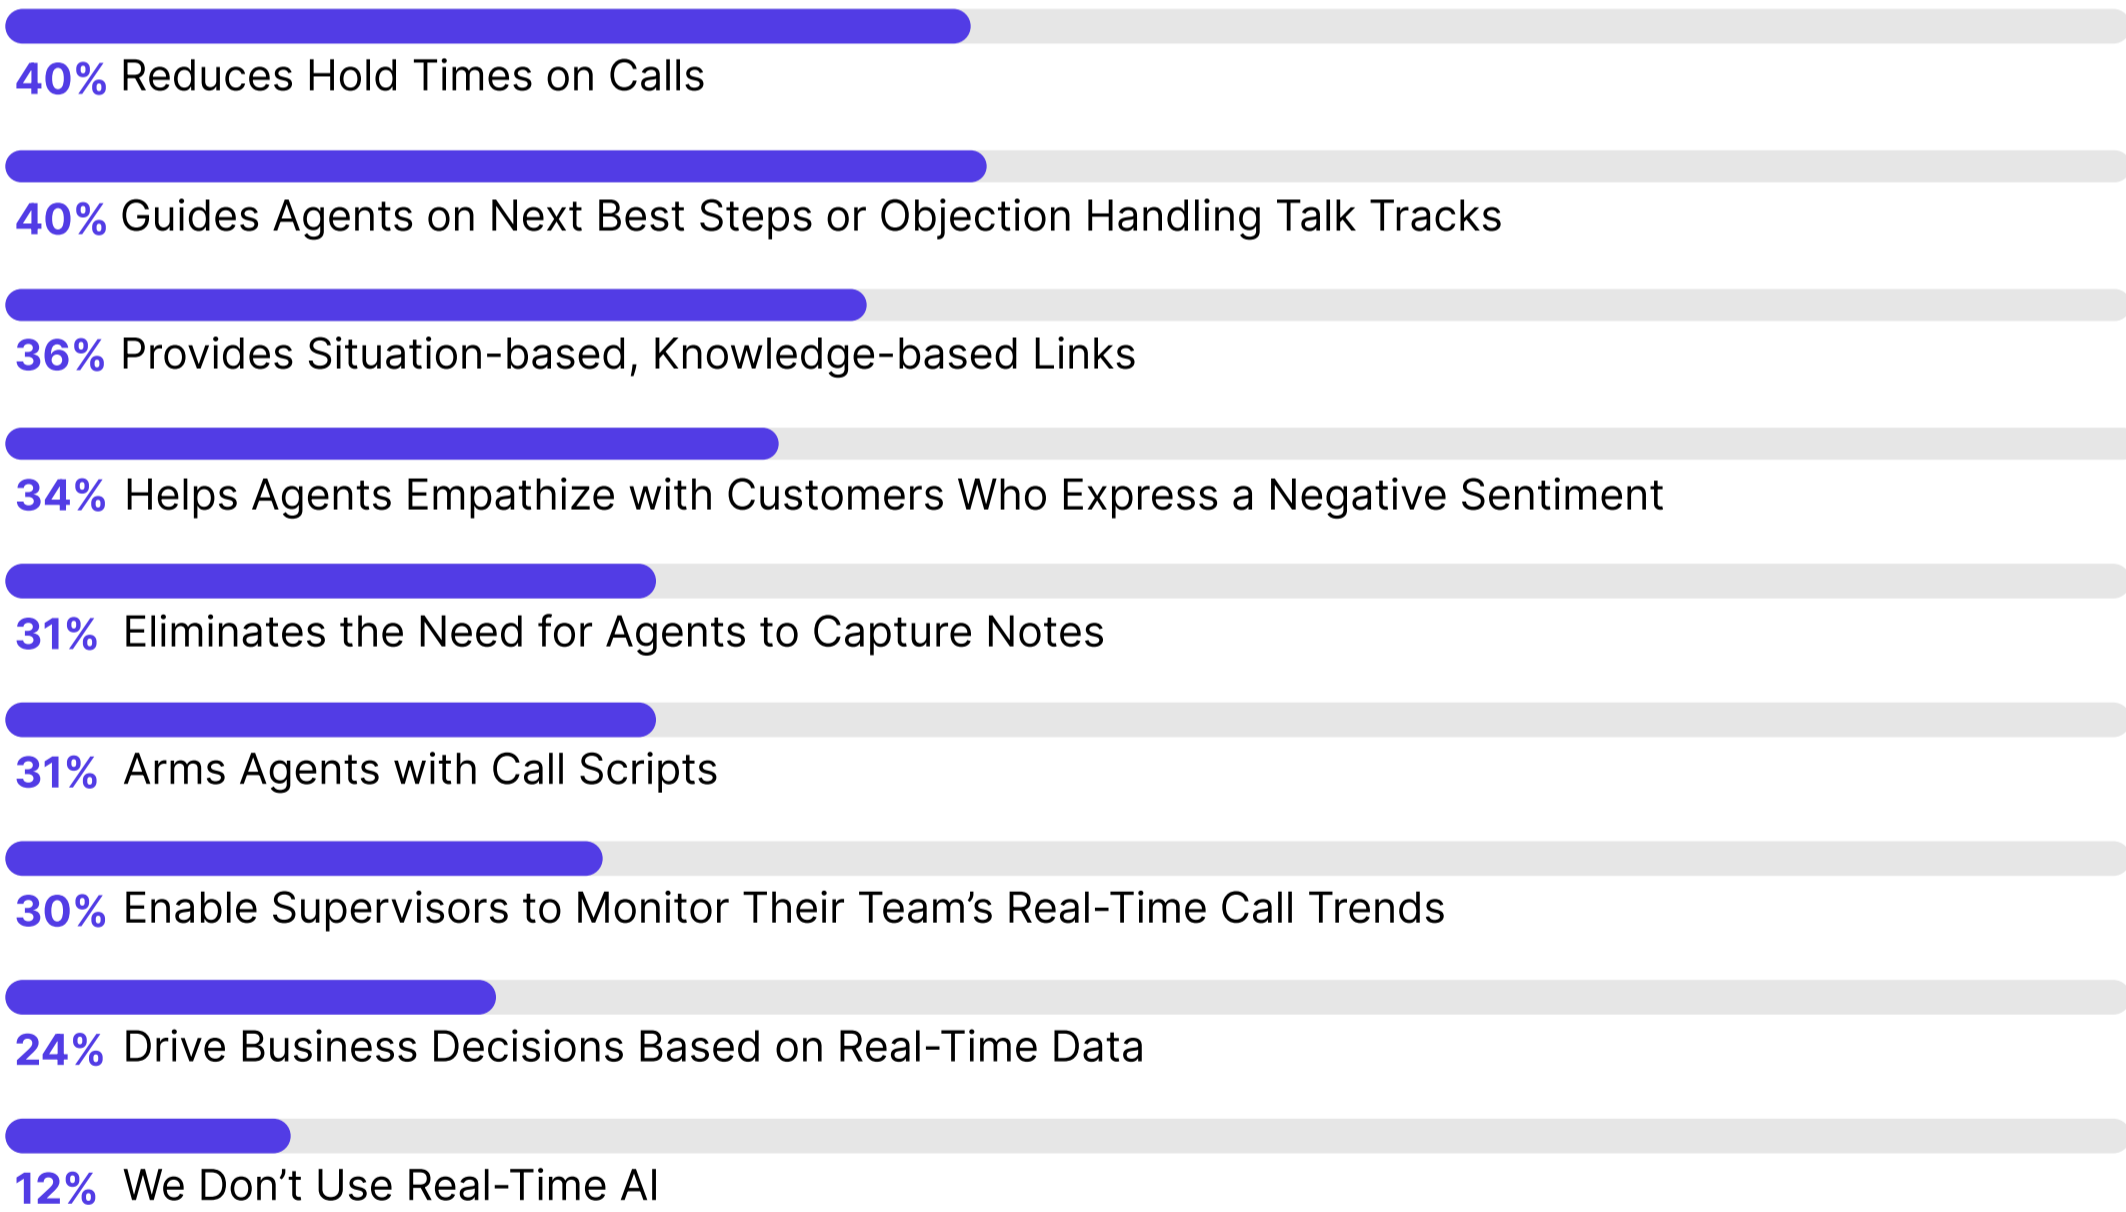 40% Reduces Hold Times on Calls
40% Guides Agents on Next Best Steps or Objection Handling Talk Tracks
36% Provides Situation-based, Knowledge-based Links
34% Helps Agents Empathize with Customers Who Express a Negative Sentiment
31% Eliminates the Need for Agents to Capture Notes
31% Arms Agents with Call Scripts
30% Enable Supervisors to Monitor Their Team’s Real-Time Call Trends
24% Drive Business Decisions Based on Real-Time Data
12% We Don’t Use Real-Time AI